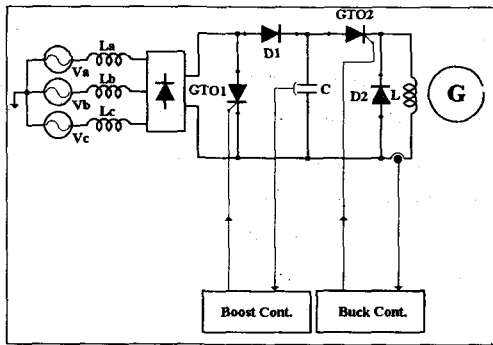 GTO2
La
D1
Va
Lb
GTO1
C
D2
L
G
Vb
Lc
Vc
Boost Cont.
Buck Cont.